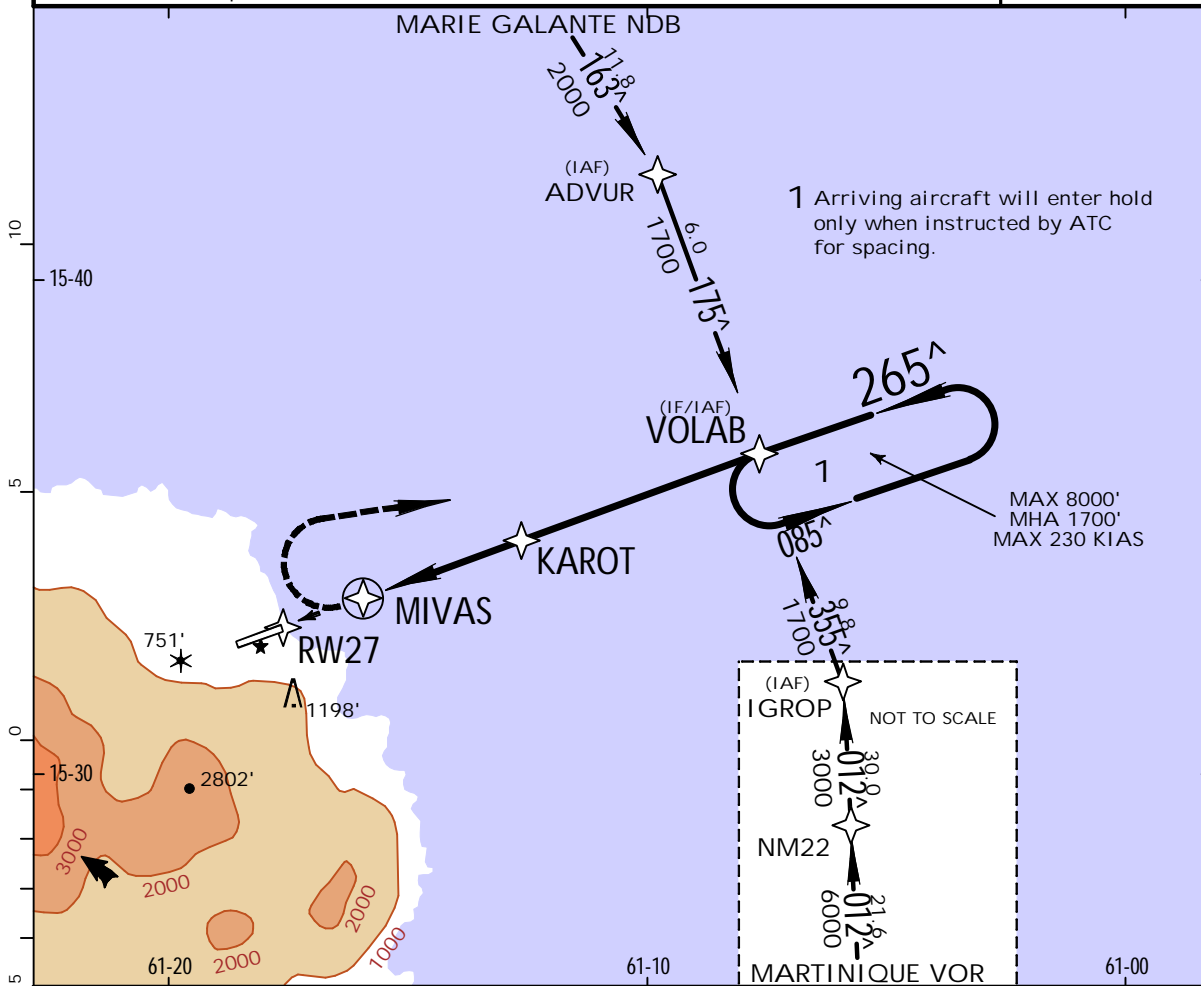 MARIE GALANTE NDB
11.8
163^
2000
(IAF)
ADVUR
1 Arriving aircraft will enter hold
only when instructed by ATC
for spacing.
10
15-40
6.0
1700
175^
265^
(IF/IAF)
VOLAB
1
5
MAX 8000'
MHA 1700'
MAX 230 KIAS
085^
KAROT
MIVAS
9.8
355^
1700
RW27
751'
(IAF)
IGROP
NOT TO SCALE
1198'
0
15-30
2802'
30.0
012^
3000
3000
NM22
2000
2000
2000
1000
21.6
012^
6000
5
61-20
61-10
MARTINIQUE VOR
61-00